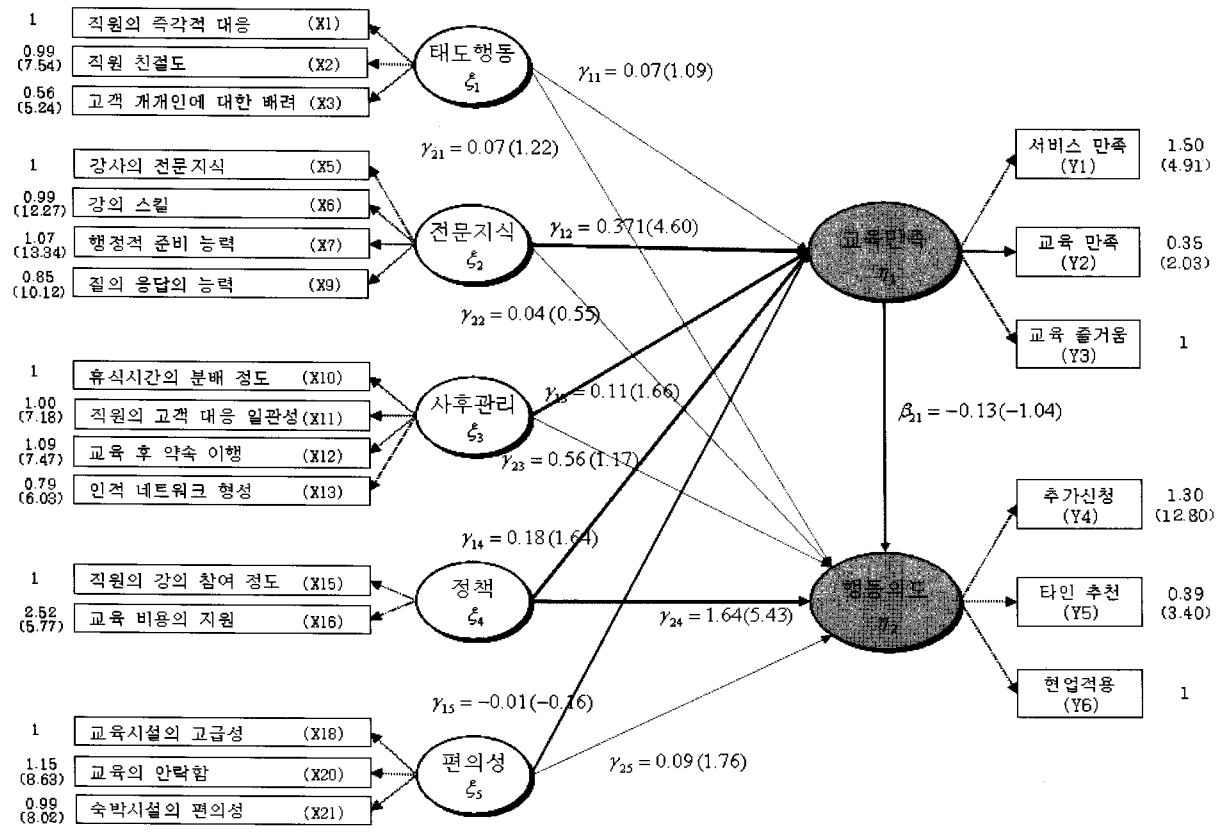 1
직원의 즉각적 대응 (X1)
0.99
(7.54)
직원 친절도 (X2)
0.56
(5.24)
고객 개개인에 대한 배려 (X3)
태도행동
ξ₁
γ₁₁ = 0.07(1.09)
γ₂₁ = 0.07(1.22)
1
강사의 전문지식 (X5)
0.99
(12.27)
강의 스킬 (X6)
1.07
(13.34)
행정적 준비 능력 (X7)
0.85
(10.12)
질의 응답의 능력 (X9)
전문지식
ξ₂
γ₁₂ = 0.371(4.60)
γ₂₂ = 0.04(0.55)
1
휴식시간의 분배 정도 (X10)
1.00
(7.18)
직원의 고객 대응 일관성 (X11)
1.09
(7.47)
교육 후 약속 이행 (X12)
0.79
(6.03)
인적 네트워크 형성 (X13)
사후관리
ξ₃
γ₁₃ = 0.11(1.66)
γ₂₃ = 0.56(1.17)
1
직원의 강의 참여 정도 (X15)
2.52
(5.77)
교육 비용의 지원 (X16)
정책
ξ₄
γ₁₄ = 0.18(1.64)
γ₂₄ = 1.64(5.43)
1
교육시설의 고급성 (X18)
1.15
(8.63)
교육의 안락함 (X20)
0.99
(8.02)
숙박시설의 편의성 (X21)
편의성
ξ₅
γ₁₅ = −0.01(−0.16)
γ₂₅ = 0.09(1.76)
교육만족
η₁
서비스 만족
(Y1)
1.50
(4.91)
교육 만족
(Y2)
0.35
(2.03)
교육 즐거움
(Y3)
1
β₂₁ = −0.13(−1.04)
행동의도
η₂
추가신청
(Y4)
1.30
(12.80)
타인 추천
(Y5)
0.39
(3.40)
현업적용
(Y6)
1